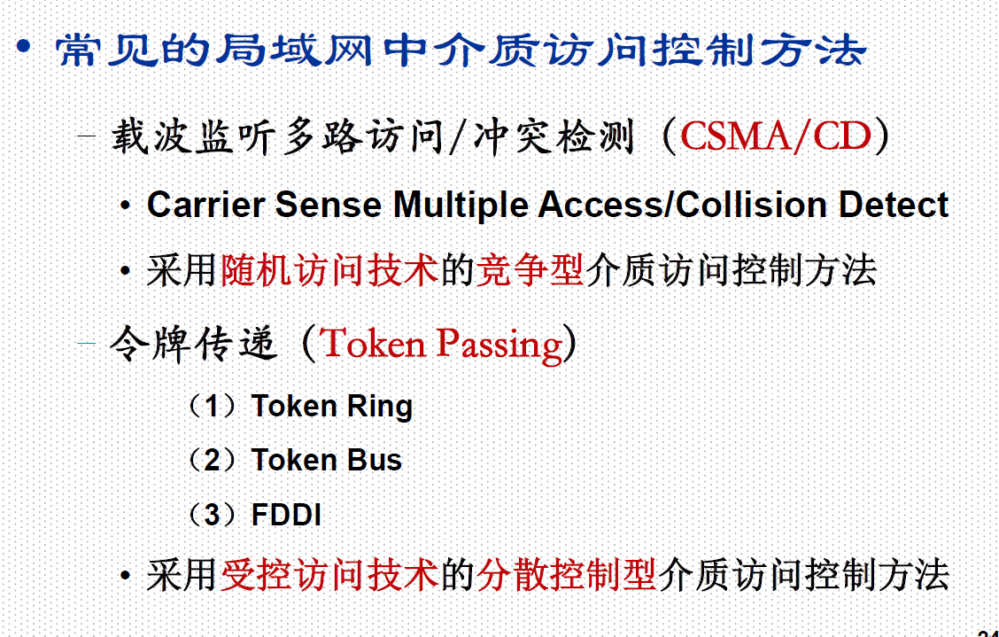 • 常见的局域网中介质访问控制方法
– 载波监听多路访问/冲突检测（CSMA/CD）
• Carrier Sense Multiple Access/Collision Detect
• 采用随机访问技术的竞争型介质访问控制方法
– 令牌传递（Token Passing）
（1）Token Ring
（2）Token Bus
（3）FDDI
• 采用受控访问技术的分散控制型介质访问控制方法